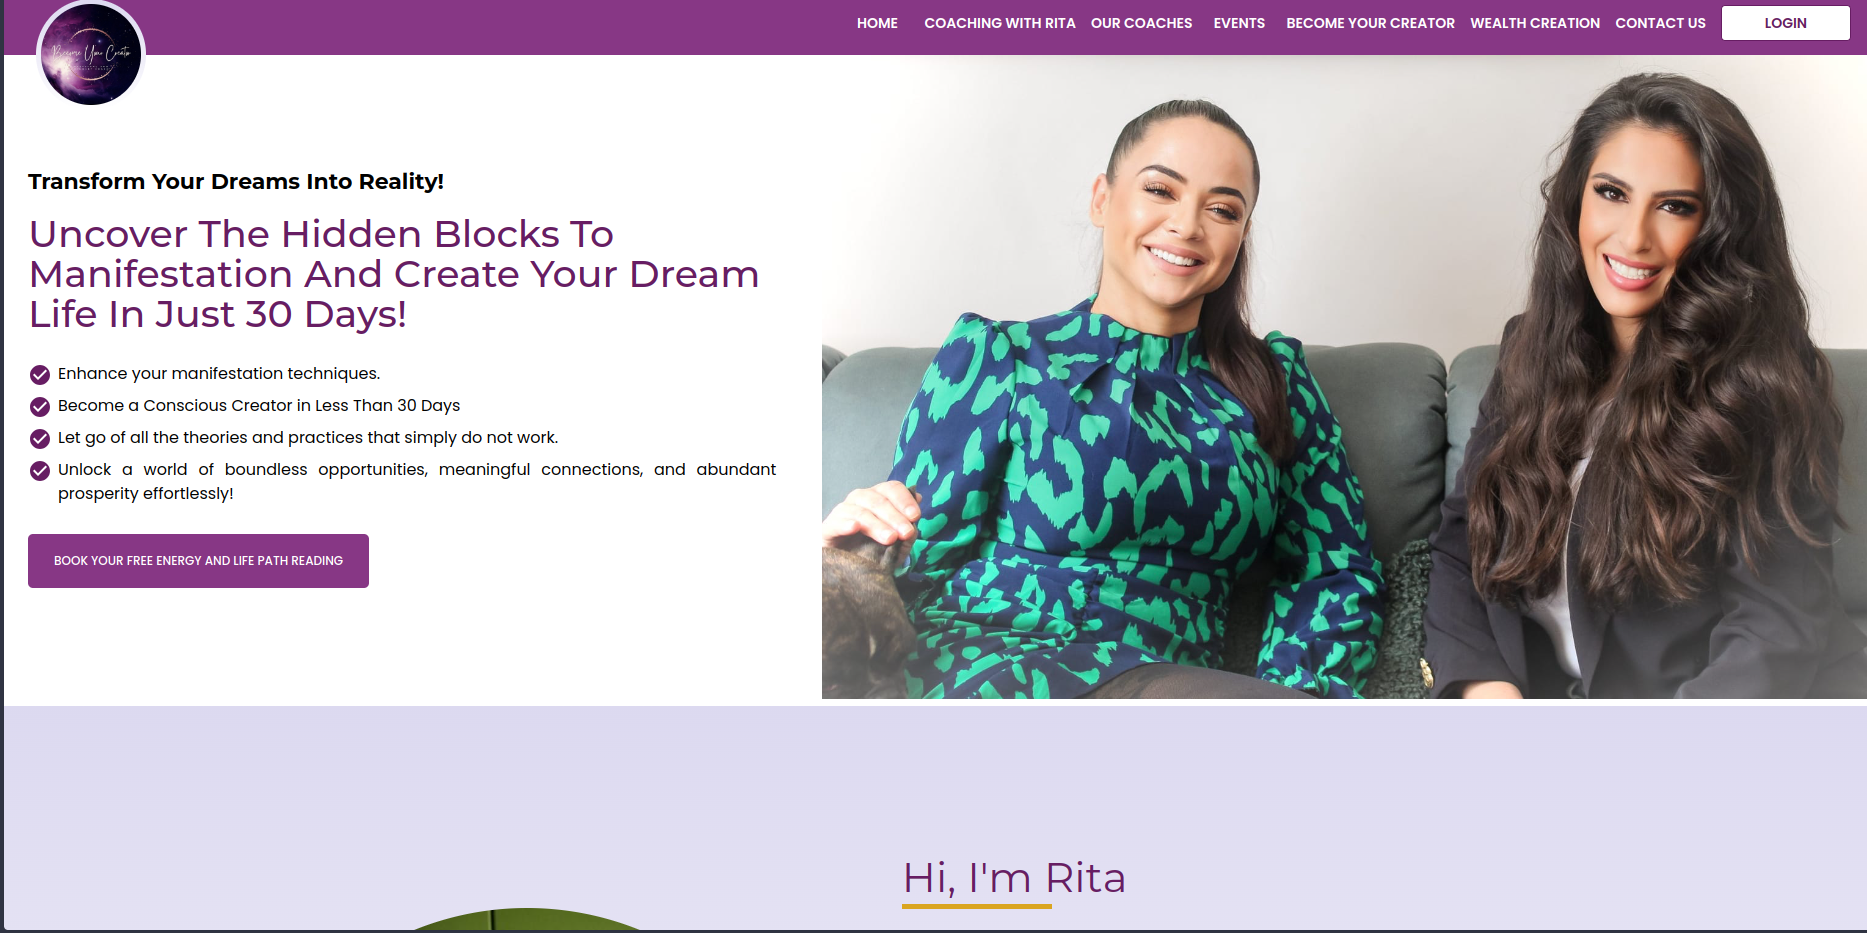 Become Your Creator
HOME
COACHING WITH RITA
OUR COACHES
EVENTS
BECOME YOUR CREATOR
WEALTH CREATION
CONTACT US
LOGIN
Transform Your Dreams Into Reality!
Uncover The Hidden Blocks To
Manifestation And Create Your Dream
Life In Just 30 Days!
Enhance your manifestation techniques.
Become a Conscious Creator in Less Than 30 Days
Let go of all the theories and practices that simply do not work.
Unlock a world of boundless opportunities, meaningful connections, and abundant
prosperity effortlessly!
BOOK YOUR FREE ENERGY AND LIFE PATH READING
Hi, I'm Rita